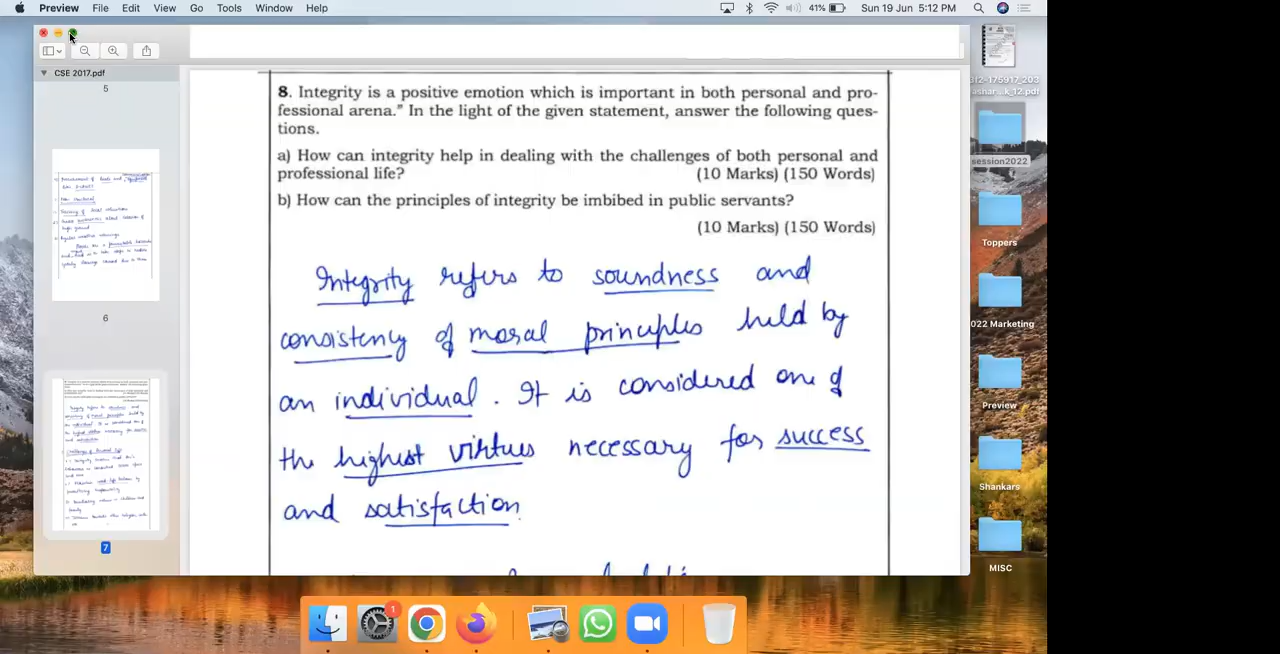 Preview File Edit View Go Tools Window Help
41% Sun 19 Jun 5:12 PM
CSE 2017.pdf
5
6
7
8. Integrity is a positive emotion which is important in both personal and pro-
fessional arena." In the light of the given statement, answer the following ques-
tions.
a) How can integrity help in dealing with the challenges of both personal and
professional life? (10 Marks) (150 Words)
b) How can the principles of integrity be imbibed in public servants?
(10 Marks) (150 Words)
Integrity refers to soundness and
consistency of moral principles held by
an individual. It is considered one of
the highest virtues necessary for success
and satisfaction.
session2022
Toppers
022 Marketing
Preview
Shankars
MISC
1